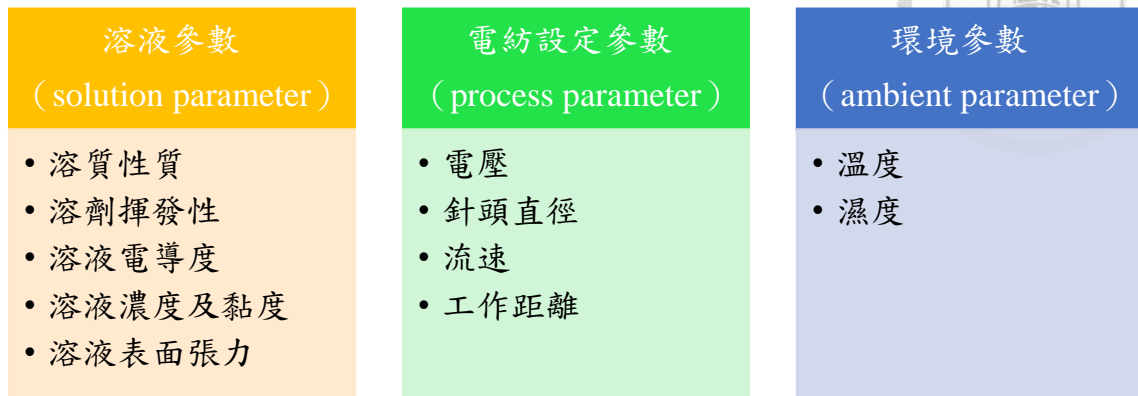 溶液參數
（solution parameter）
• 溶質性質
• 溶劑揮發性
• 溶液電導度
• 溶液濃度及黏度
• 溶液表面張力
電紡設定參數
（process parameter）
• 電壓
• 針頭直徑
• 流速
• 工作距離
環境參數
（ambient parameter）
• 溫度
• 濕度